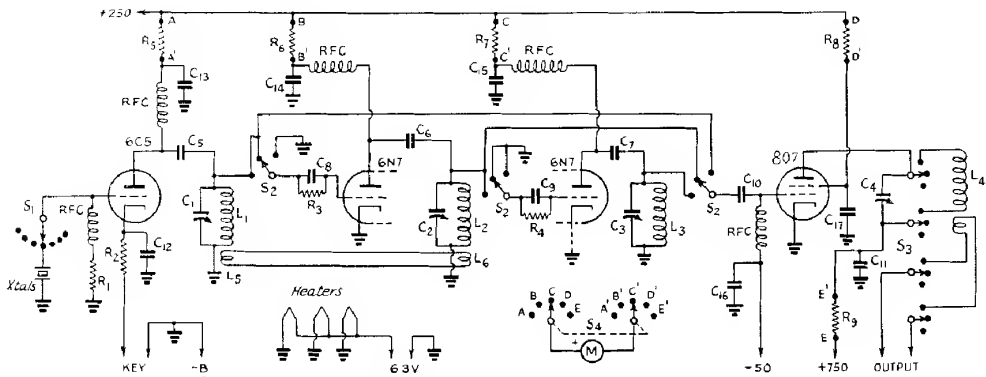 +250 A B C D
R5 R6 R7 R8
A' B' RFC C' RFC D'
C13 C14 C15
RFC
6C5 C5 C6 6N7 6N7 C7 807
S1 RFC C1 L1 S2 C8 R3 C2 L2 S2 C9 R4 C3 L3 S2 C10 C4 L4
R2 C12 RFC C17 S3
Xtals R1 L5 L6 C16 C11
Heaters
A B C D E S4 A' B' C' D' E'
+ M
E' R9 E
KEY -B 6.3V -50 +750 OUTPUT